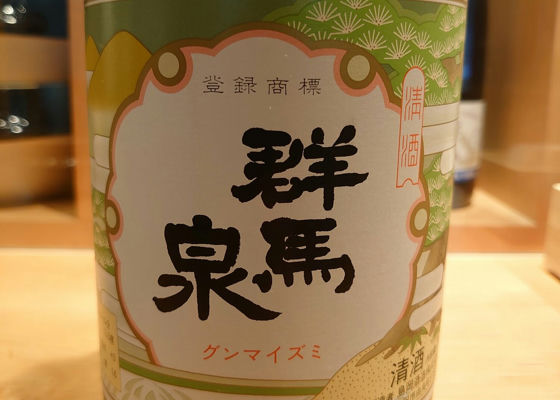 登録商標
清酒
群馬
泉
グンマイズミ
清酒